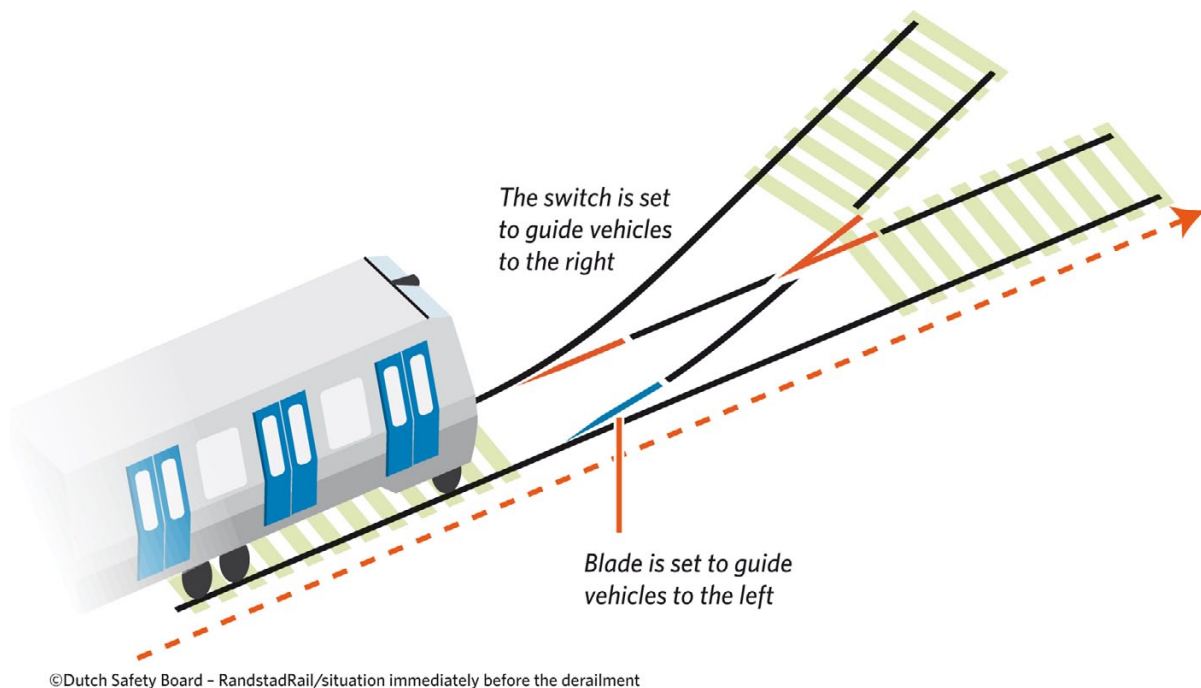 The switch is set
to guide vehicles
to the right
Blade is set to guide
vehicles to the left
©Dutch Safety Board – RandstadRail/situation immediately before the derailment